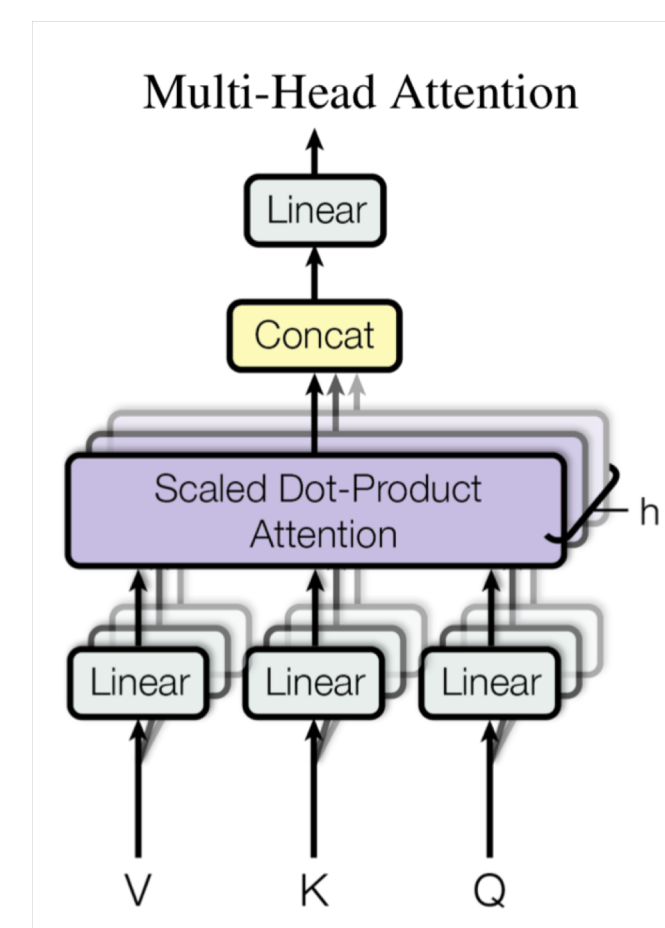 Multi-Head Attention
Linear
Concat
Scaled Dot-Product
Attention
h
Linear
Linear
Linear
V
K
Q